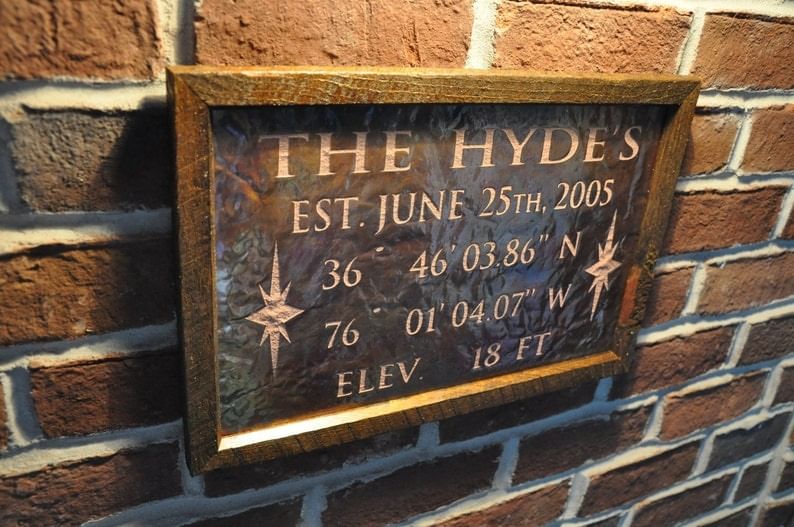 THE HYDE'S
EST. JUNE 25TH, 2005
36° 46' 03.86" N
76° 01' 04.07" W
ELEV. 18 FT